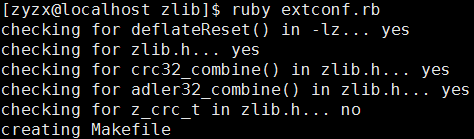 [zyzx@localhost zlib]$ ruby extconf.rb
checking for deflateReset() in -lz... yes
checking for zlib.h... yes
checking for crc32_combine() in zlib.h... yes
checking for adler32_combine() in zlib.h... yes
checking for z_crc_t in zlib.h... no
creating Makefile